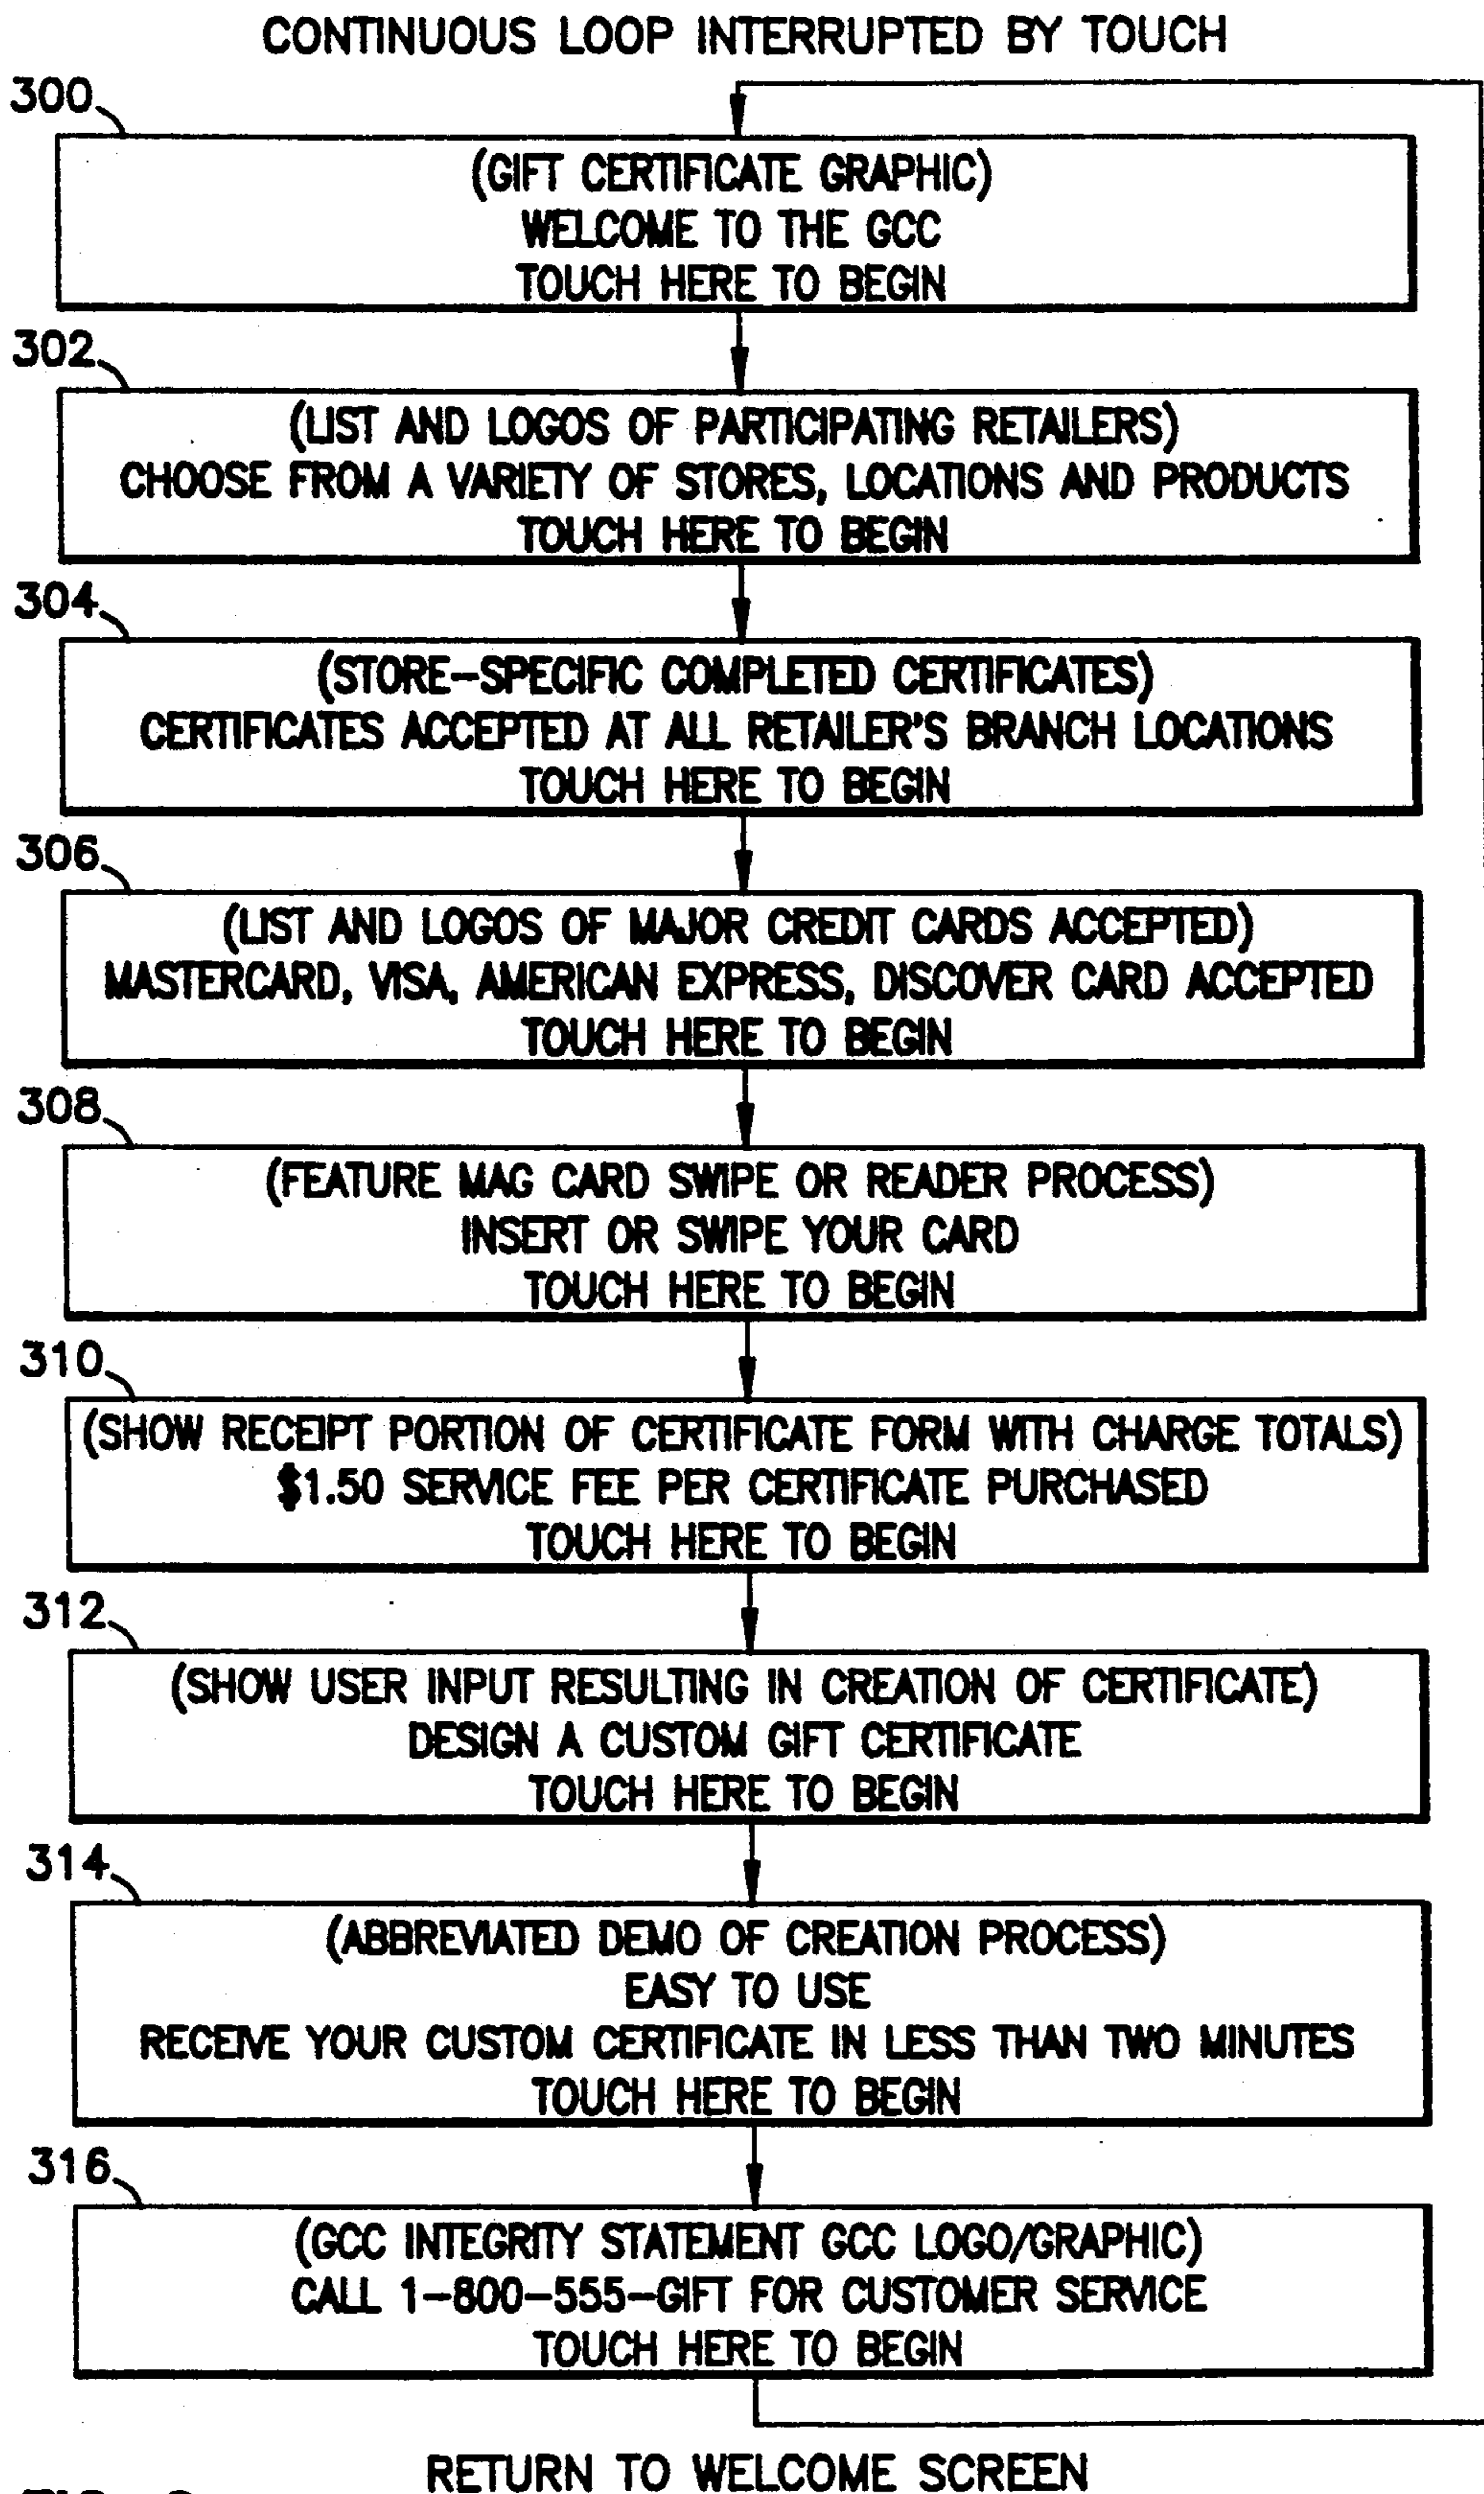 CONTINUOUS LOOP INTERRUPTED BY TOUCH
300
(GIFT CERTIFICATE GRAPHIC)
WELCOME TO THE GCC
TOUCH HERE TO BEGIN
302
(LIST AND LOGOS OF PARTICIPATING RETAILERS)
CHOOSE FROM A VARIETY OF STORES, LOCATIONS AND PRODUCTS
TOUCH HERE TO BEGIN
304
(STORE-SPECIFIC COMPLETED CERTIFICATES)
CERTIFICATES ACCEPTED AT ALL RETAILER'S BRANCH LOCATIONS
TOUCH HERE TO BEGIN
306
(LIST AND LOGOS OF MAJOR CREDIT CARDS ACCEPTED)
MASTERCARD, VISA, AMERICAN EXPRESS, DISCOVER CARD ACCEPTED
TOUCH HERE TO BEGIN
308
(FEATURE MAG CARD SWIPE OR READER PROCESS)
INSERT OR SWIPE YOUR CARD
TOUCH HERE TO BEGIN
310
(SHOW RECEIPT PORTION OF CERTIFICATE FORM WITH CHARGE TOTALS)
$1.50 SERVICE FEE PER CERTIFICATE PURCHASED
TOUCH HERE TO BEGIN
312
(SHOW USER INPUT RESULTING IN CREATION OF CERTIFICATE)
DESIGN A CUSTOM GIFT CERTIFICATE
TOUCH HERE TO BEGIN
314
(ABBREVIATED DEMO OF CREATION PROCESS)
EASY TO USE
RECEIVE YOUR CUSTOM CERTIFICATE IN LESS THAN TWO MINUTES
TOUCH HERE TO BEGIN
316
(GCC INTEGRITY STATEMENT GCC LOGO/GRAPHIC)
CALL 1-800-555-GIFT FOR CUSTOMER SERVICE
TOUCH HERE TO BEGIN
RETURN TO WELCOME SCREEN